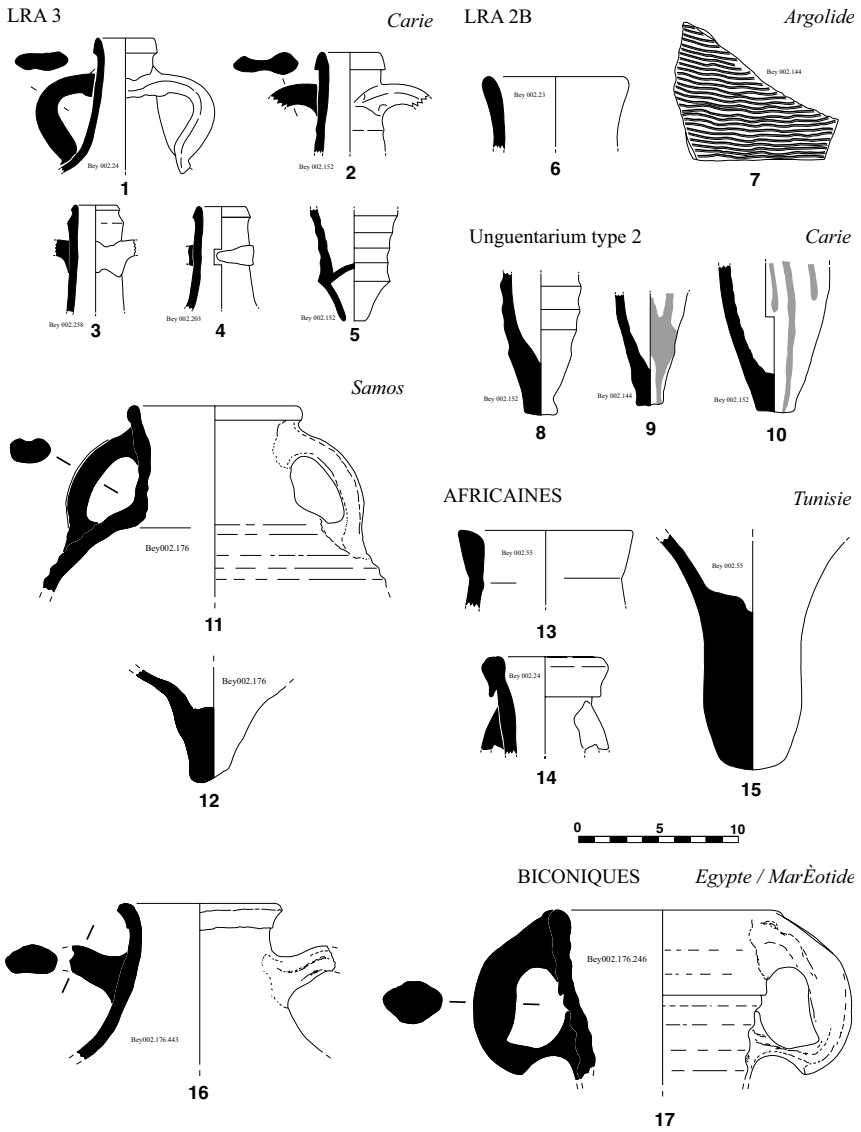 LRA 3 Carie
Bey 002.24
1
Bey 002.152
2
Bey 002.258
3
Bey 002.203
4
Bey 002.152
5
LRA 2B Argolide
Bey 002.23
6
Bey 002.144
7
Unguentarium type 2 Carie
Bey 002.152
8
Bey 002.144
9
Bey 002.152
10
Samos
Bey002.176
11
Bey002.176
12
AFRICAINES Tunisie
Bey 002.55
13
Bey 002.24
14
Bey 002.55
15
0 5 10
Bey002.176.443
16
BICONIQUES Egypte / MarÈotide
Bey002.176.246
17